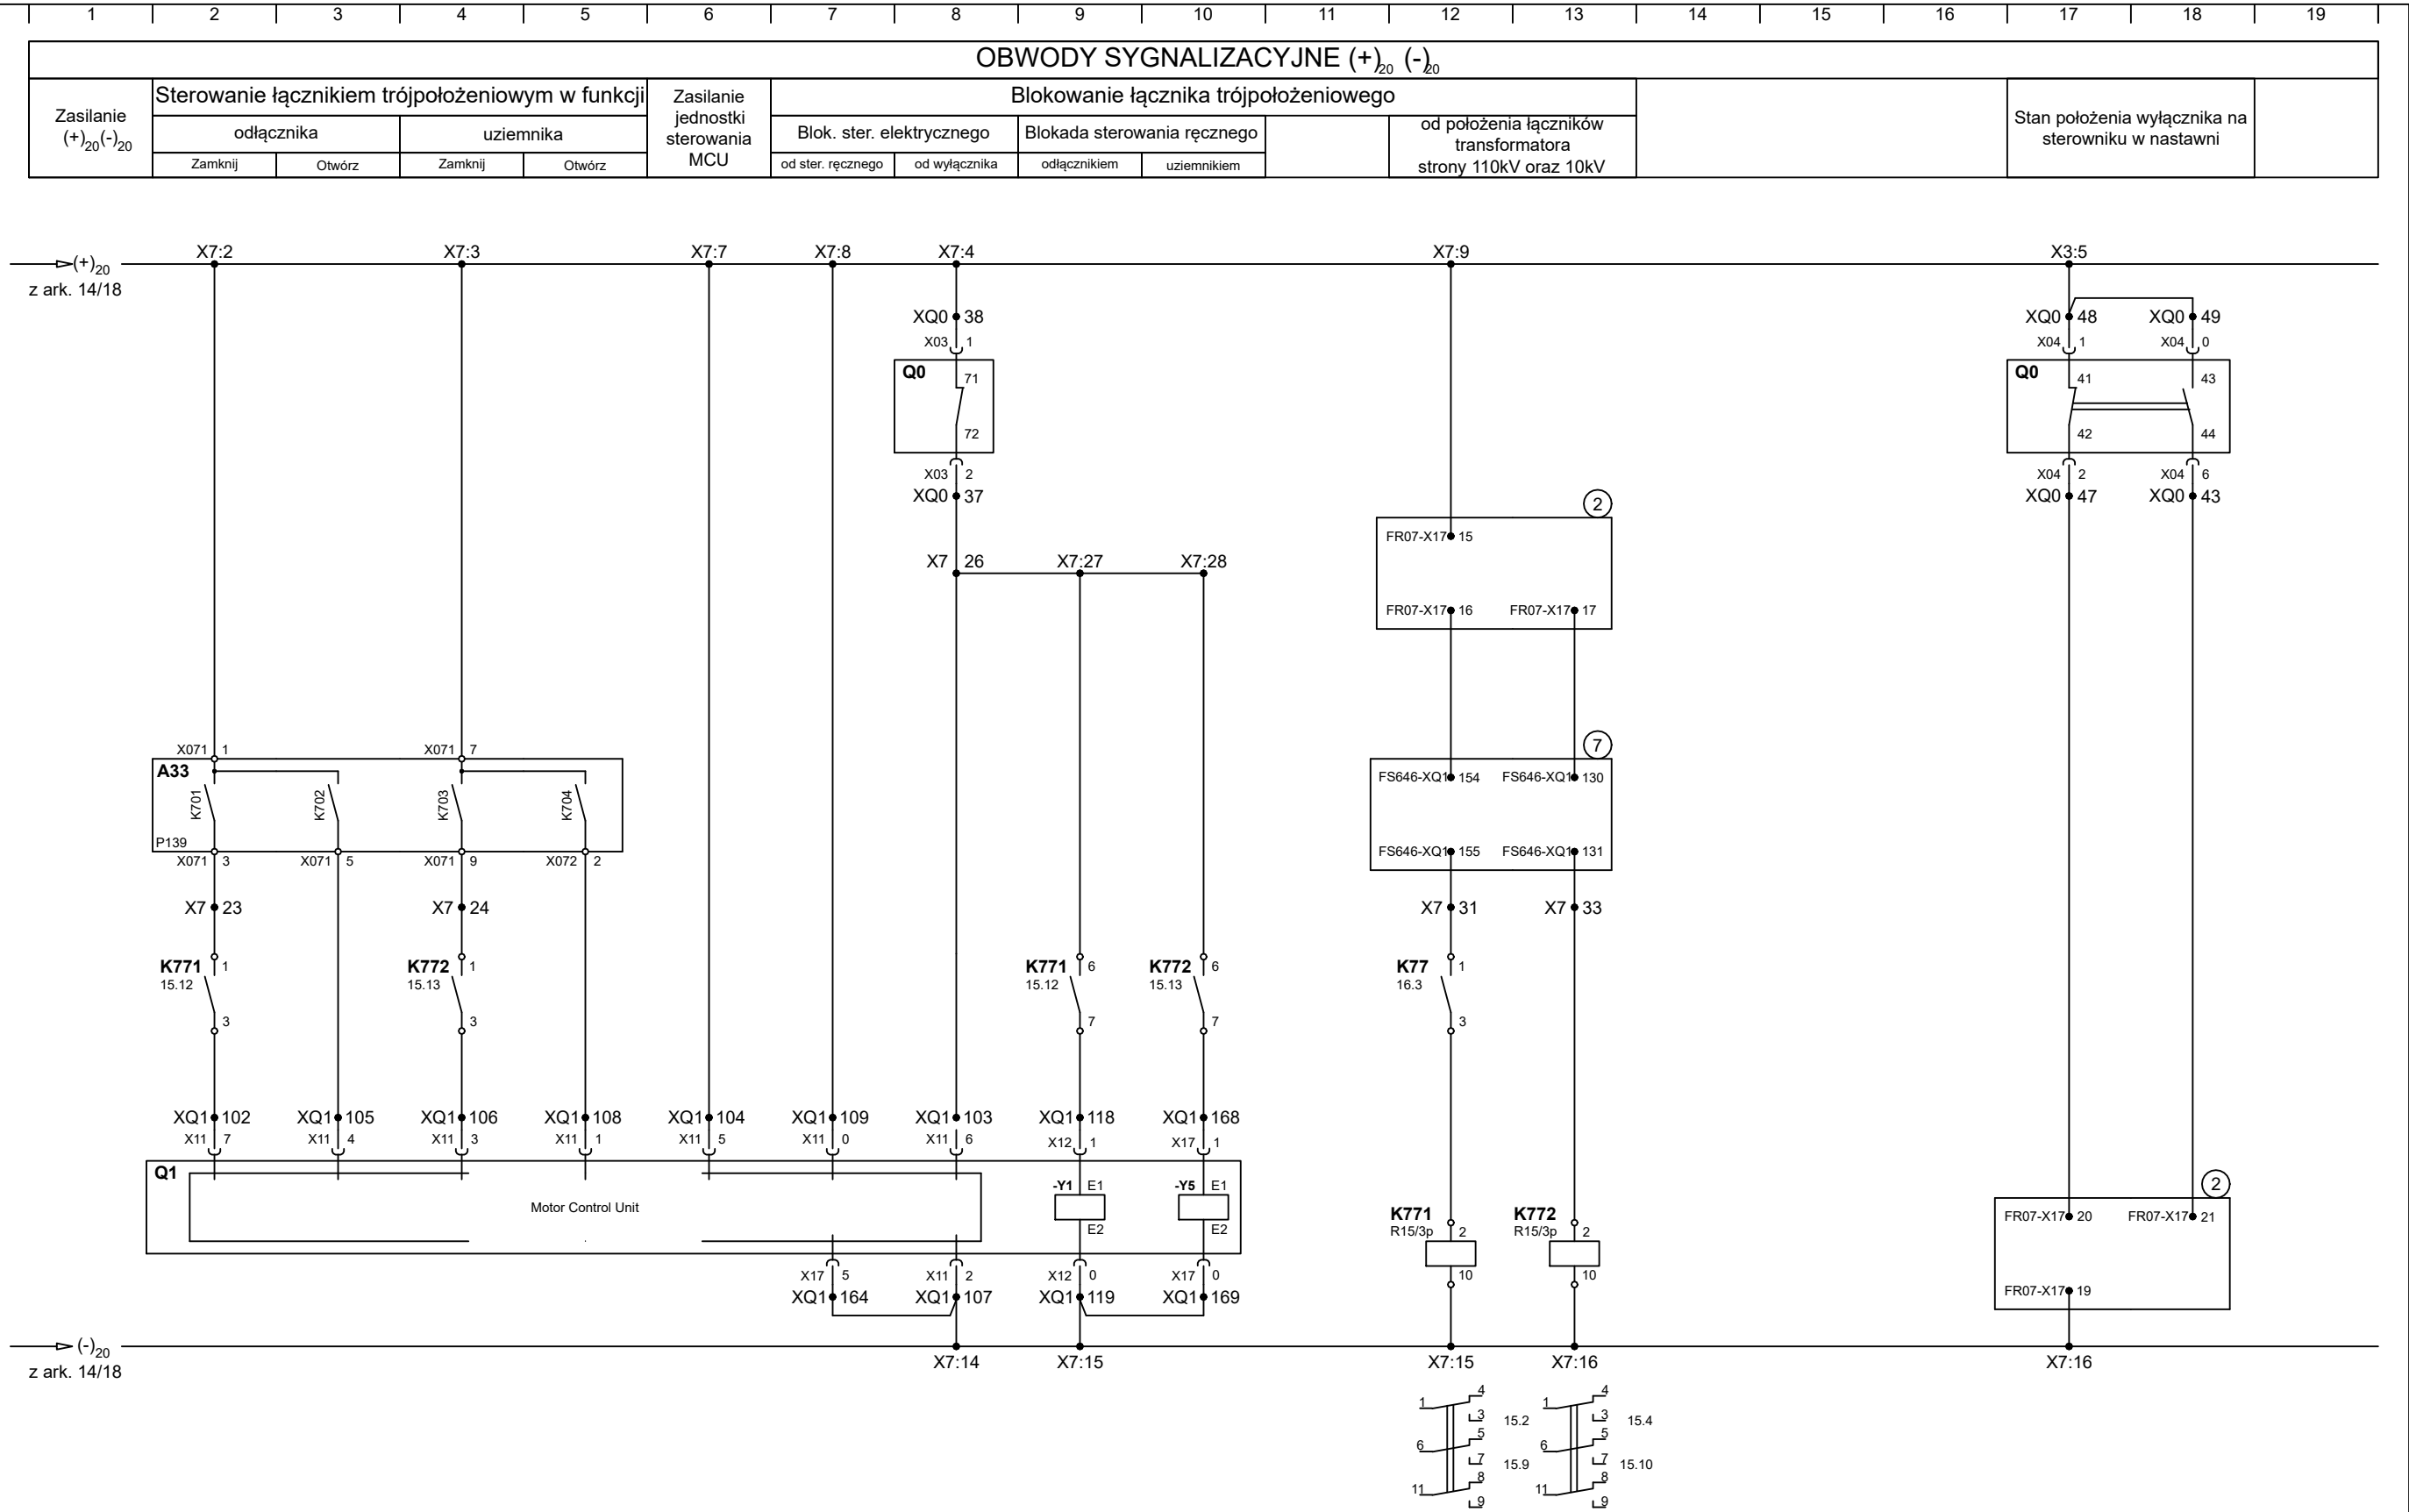 1 2 3 4 5 6 7 8 9 10 11 12 13 14 15 16 17 18 19
OBWODY SYGNALIZACYJNE (+)20 (-)20
Zasilanie
(+)20(-)20
Sterowanie łącznikiem trójpołożeniowym w funkcji
odłącznika
uziemnika
Zamknij
Otwórz
Zamknij
Otwórz
Zasilanie
jednostki
sterowania
MCU
Blokowanie łącznika trójpołożeniowego
Blok. ster. elektrycznego
Blokada sterowania ręcznego
od ster. ręcznego
od wyłącznika
odłącznikiem
uziemnikiem
od położenia łączników
transformatora
strony 110kV oraz 10kV
Stan położenia wyłącznika na
sterowniku w nastawni
X7:2 X7:3 X7:7 X7:8 X7:4 X7:9 X3:5
(+)20
z ark. 14/18
XQ0 38 XQ0 48 XQ0 49
X03 1 X04 1 X04 0
Q0 71 Q0 41 43
72 42 44
X03 2 X04 2 X04 6
XQ0 37 XQ0 47 XQ0 43
2
FR07-X17 15
X7 26 X7:27 X7:28
FR07-X17 16 FR07-X17 17
X071 1 X071 7
7
A33
FS646-XQ1 154 FS646-XQ1 130
K701 K702 K703 K704
P139
FS646-XQ1 155 FS646-XQ1 131
X071 3 X071 5 X071 9 X072 2
X7 23 X7 24 X7 31 X7 33
K771 1 K772 1 K771 6 K772 6 K77 1
15.12 15.13 15.12 15.13 16.3
3 3 7 7 3
XQ1 102 XQ1 105 XQ1 106 XQ1 108 XQ1 104 XQ1 109 XQ1 103 XQ1 118 XQ1 168
X11 7 X11 4 X11 3 X11 1 X11 5 X11 0 X11 6 X12 1 X17 1
Q1
Motor Control Unit
-Y1 E1 -Y5 E1
E2 E2
K771 K772
R15/3p 2 R15/3p 2
10 10
2
FR07-X17 20 FR07-X17 21
FR07-X17 19
X17 5 X11 2 X12 0 X17 0
XQ1 164 XQ1 107 XQ1 119 XQ1 169
(-)20
z ark. 14/18
X7:14 X7:15 X7:15 X7:16 X7:16
1 4 1 4
3 15.2 3 15.4
5 5
6 6
7 15.9 7 15.10
8 8
11 11
9 9